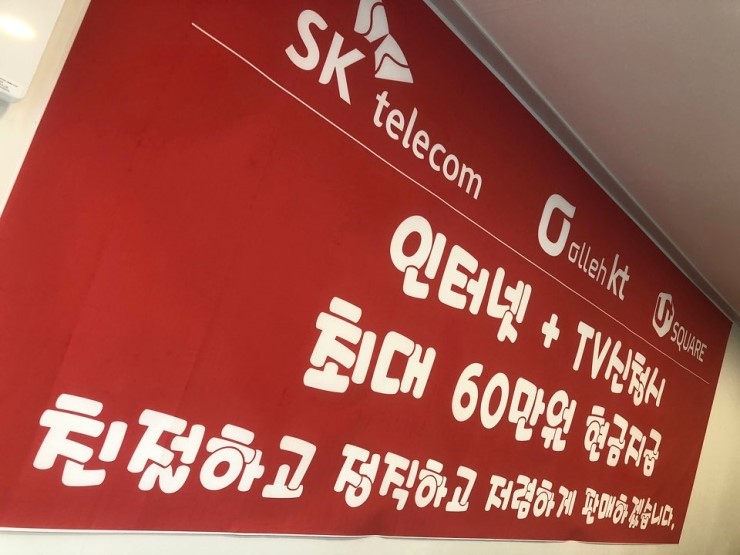 SK telecom
olleh kt
U+ SQUARE
인터넷 + TV신청시
최대 60만원 현금지급
친절하고 정직하고 저렴하게 판매하겠습니다.